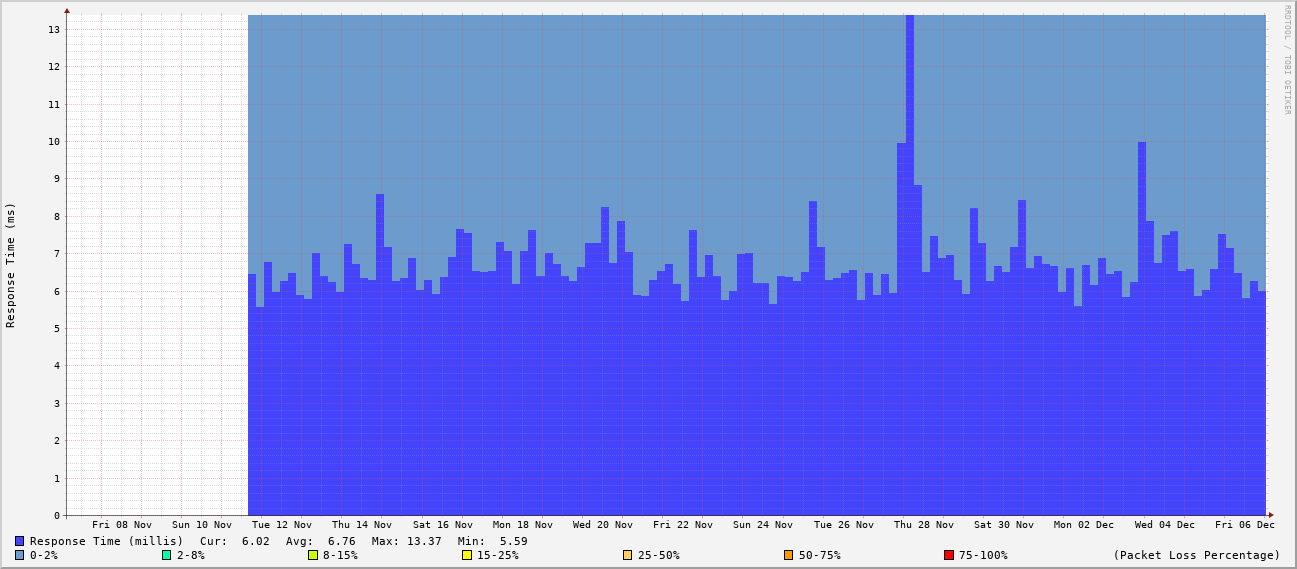 RRDTOOL / TOBI OETIKER
Response Time (ms)
13
12
11
10
9
8
7
6
5
4
3
2
1
0
Fri 08 Nov Sun 10 Nov Tue 12 Nov Thu 14 Nov Sat 16 Nov Mon 18 Nov Wed 20 Nov Fri 22 Nov Sun 24 Nov Tue 26 Nov Thu 28 Nov Sat 30 Nov Mon 02 Dec Wed 04 Dec Fri 06 Dec
Response Time (millis) Cur: 6.02 Avg: 6.76 Max: 13.37 Min: 5.59
0-2% 2-8% 8-15% 15-25% 25-50% 50-75% 75-100% (Packet Loss Percentage)